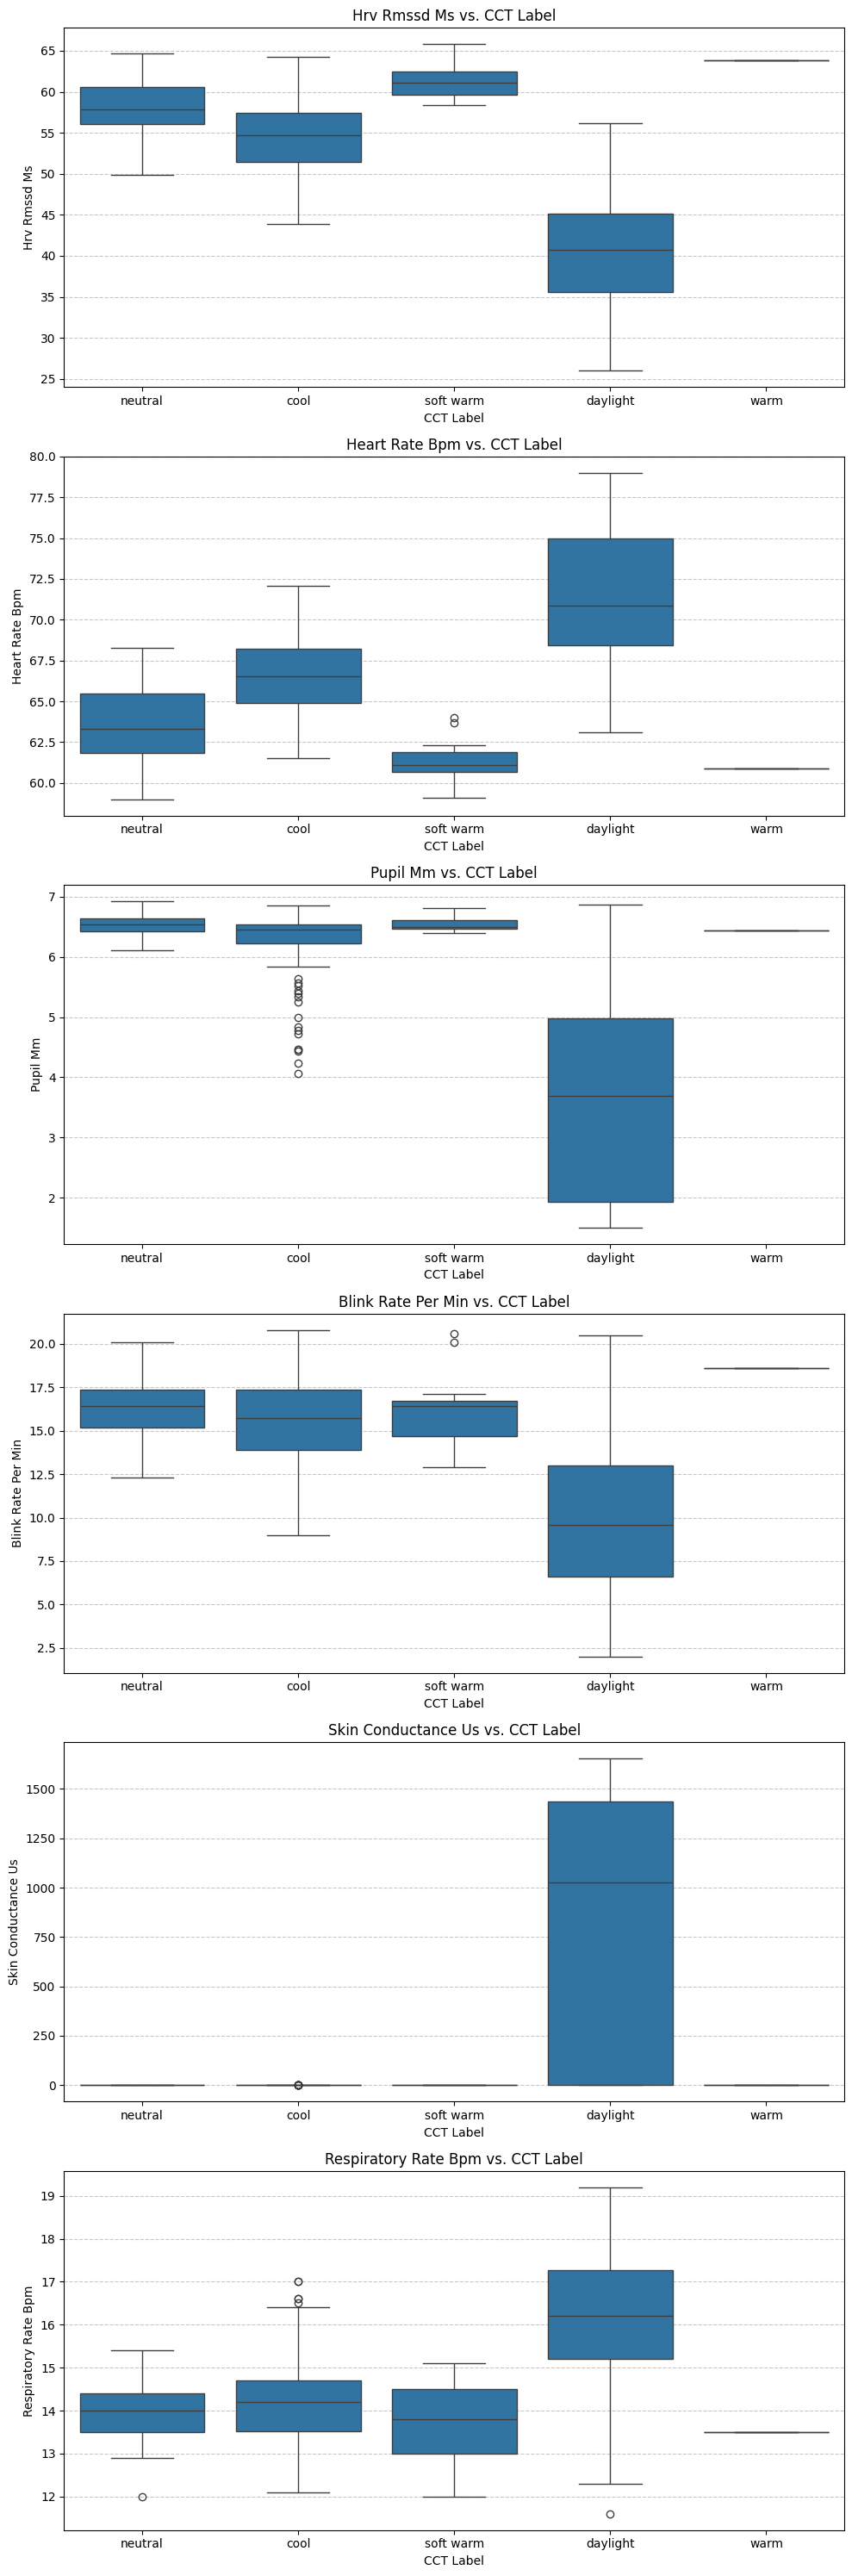 Hrv Rmssd Ms vs. CCT Label
65
60
55
50
45
40
35
30
25
Hrv Rmssd Ms
neutral cool soft warm daylight warm
CCT Label
Heart Rate Bpm vs. CCT Label
80.0
77.5
75.0
72.5
70.0
67.5
65.0
62.5
60.0
Heart Rate Bpm
neutral cool soft warm daylight warm
CCT Label
Pupil Mm vs. CCT Label
7
6
5
4
3
2
Pupil Mm
neutral cool soft warm daylight warm
CCT Label
Blink Rate Per Min vs. CCT Label
20.0
17.5
15.0
12.5
10.0
7.5
5.0
2.5
Blink Rate Per Min
neutral cool soft warm daylight warm
CCT Label
Skin Conductance Us vs. CCT Label
1500
1250
1000
750
500
250
0
Skin Conductance Us
neutral cool soft warm daylight warm
CCT Label
Respiratory Rate Bpm vs. CCT Label
19
18
17
16
15
14
13
12
Respiratory Rate Bpm
neutral cool soft warm daylight warm
CCT Label